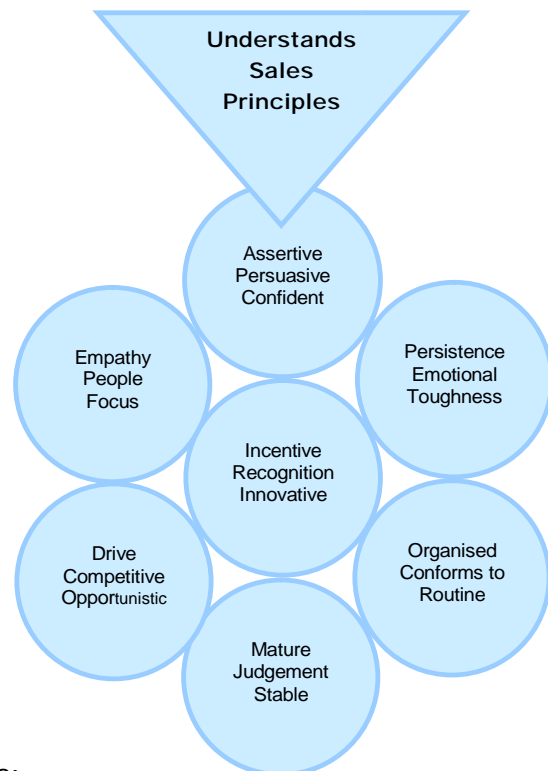 Understands
Sales
Principles
Assertive
Persuasive
Confident
Empathy
People
Focus
Persistence
Emotional
Toughness
Incentive
Recognition
Innovative
Drive
Competitive
Opportunistic
Organised
Conforms to
Routine
Mature
Judgement
Stable